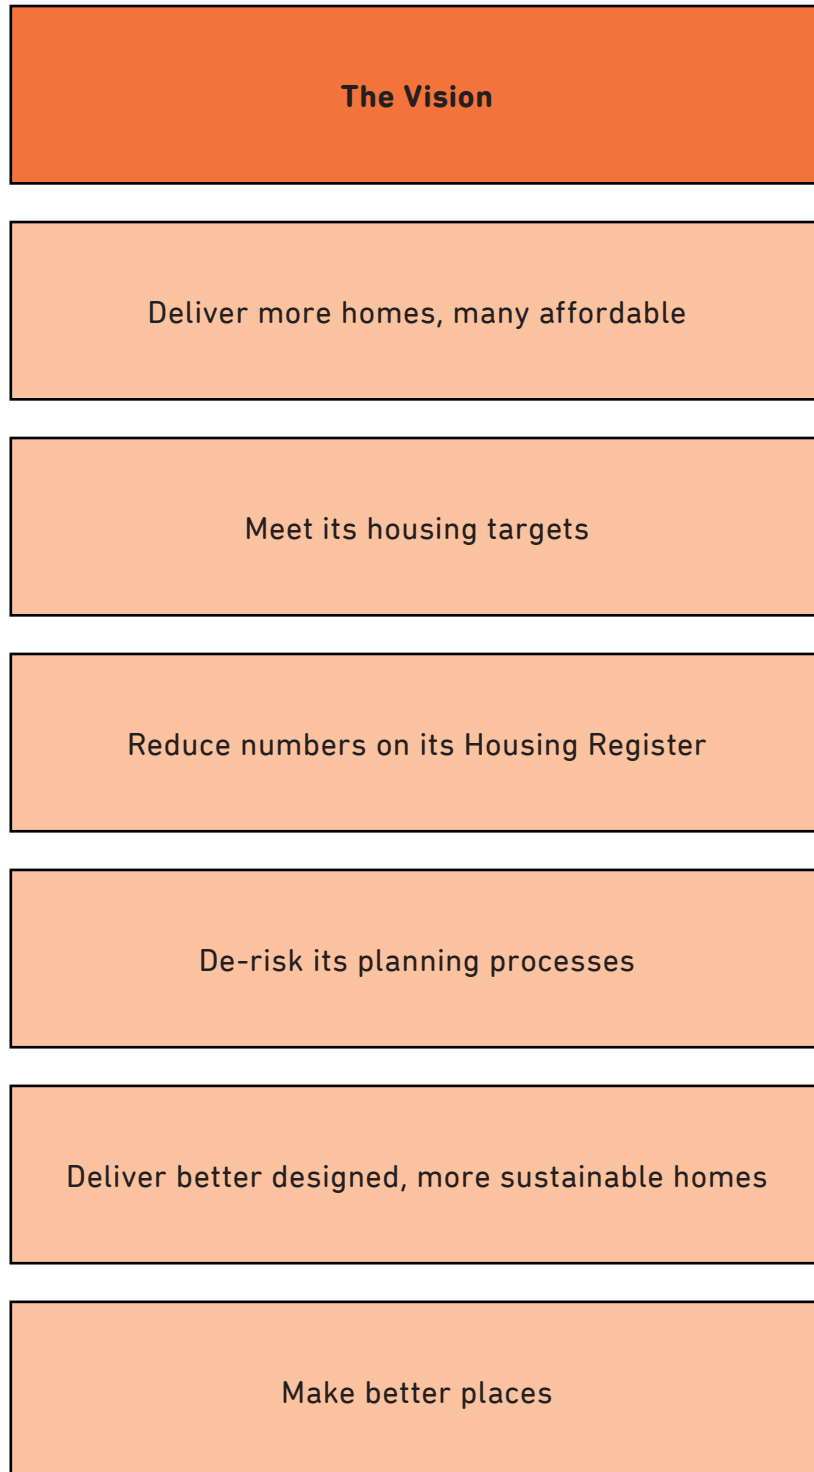 The Vision
Deliver more homes, many affordable
Meet its housing targets
Reduce numbers on its Housing Register
De-risk its planning processes
Deliver better designed, more sustainable homes
Make better places